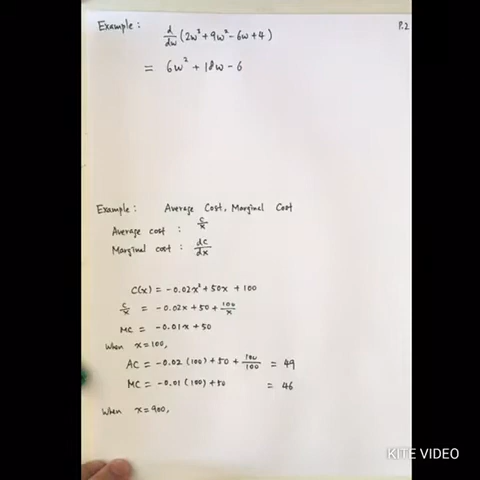 Example: d/dw (2w³ + 9w² - 6w + 4)
P.2
= 6w² + 18w - 6
Example: Average Cost, Marginal Cost
Average cost : C/x
Marginal cost : dC/dx
C(x) = -0.02x² + 50x + 100
C/x = -0.02x + 50 + 100/x
MC = -0.01x + 50
When x=100,
AC = -0.02 (100) + 50 + 100/100 = 49
MC = -0.01 (100) + 50 = 46
When x=900,
KITE VIDEO